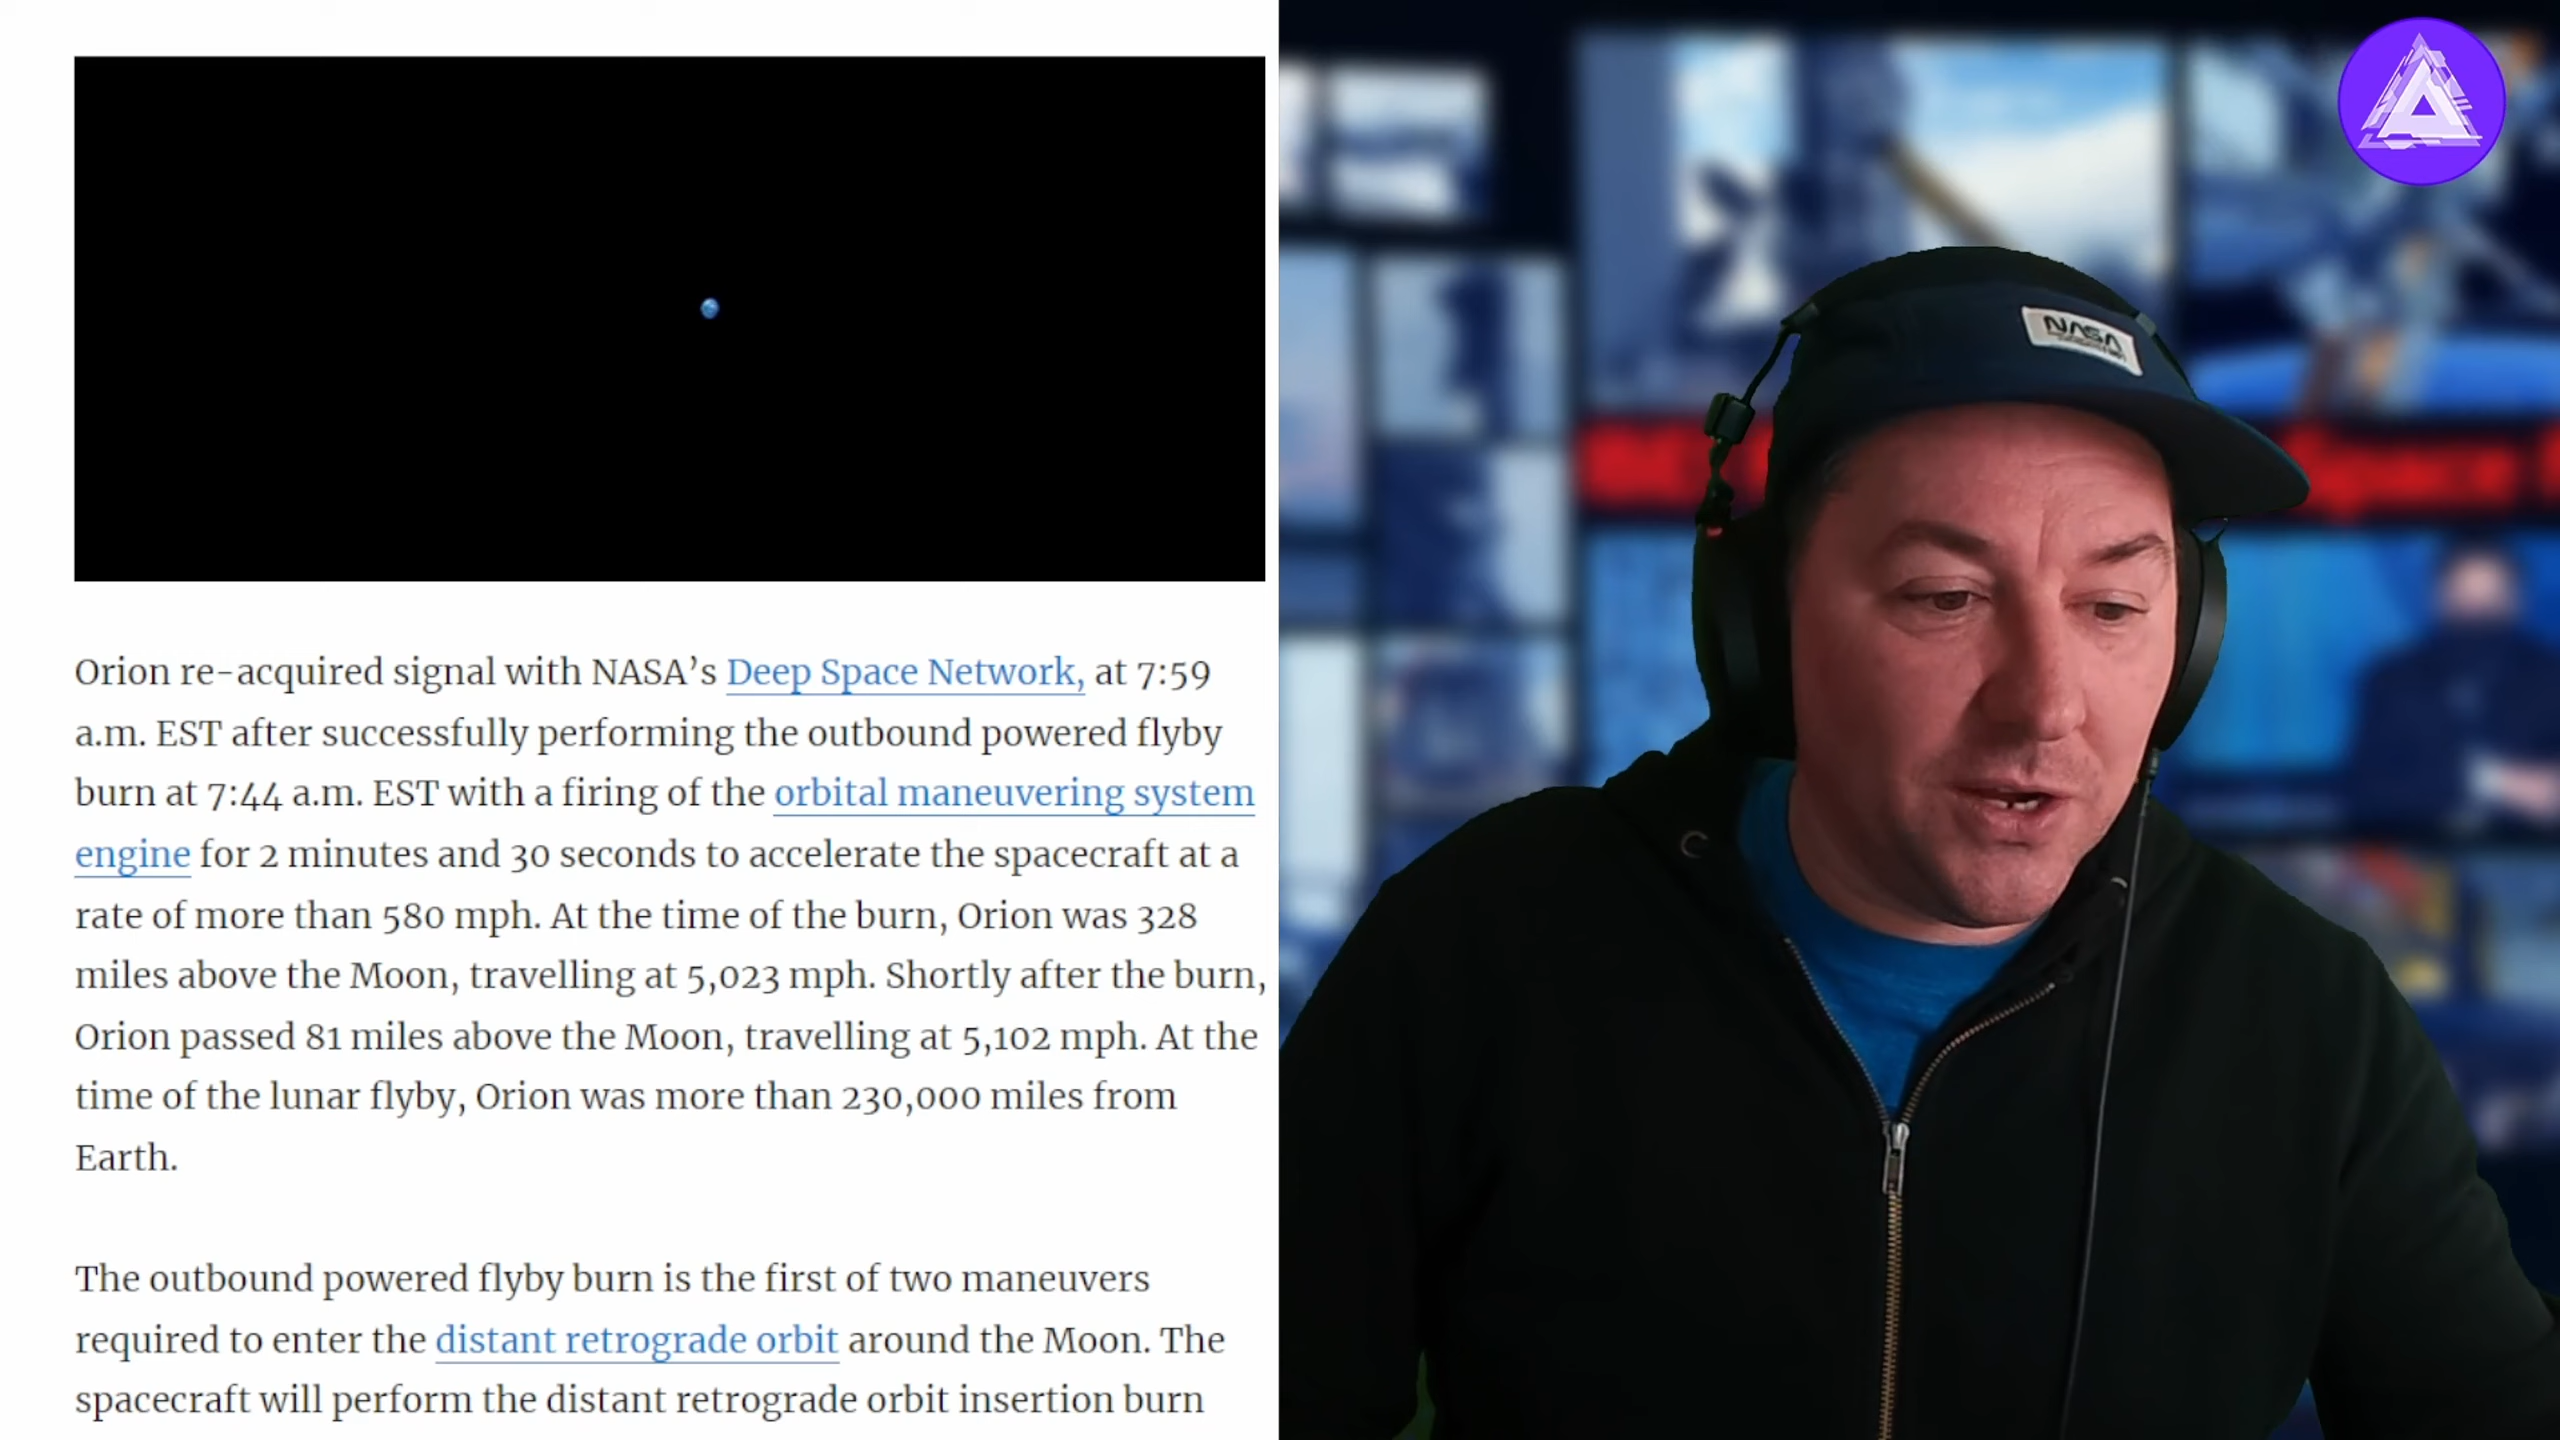 Orion re-acquired signal with NASA’s Deep Space Network, at 7:59
a.m. EST after successfully performing the outbound powered flyby
burn at 7:44 a.m. EST with a firing of the orbital maneuvering system
engine for 2 minutes and 30 seconds to accelerate the spacecraft at a
rate of more than 580 mph. At the time of the burn, Orion was 328
miles above the Moon, travelling at 5,023 mph. Shortly after the burn,
Orion passed 81 miles above the Moon, travelling at 5,102 mph. At the
time of the lunar flyby, Orion was more than 230,000 miles from
Earth.
The outbound powered flyby burn is the first of two maneuvers
required to enter the distant retrograde orbit around the Moon. The
spacecraft will perform the distant retrograde orbit insertion burn
NASA
Space